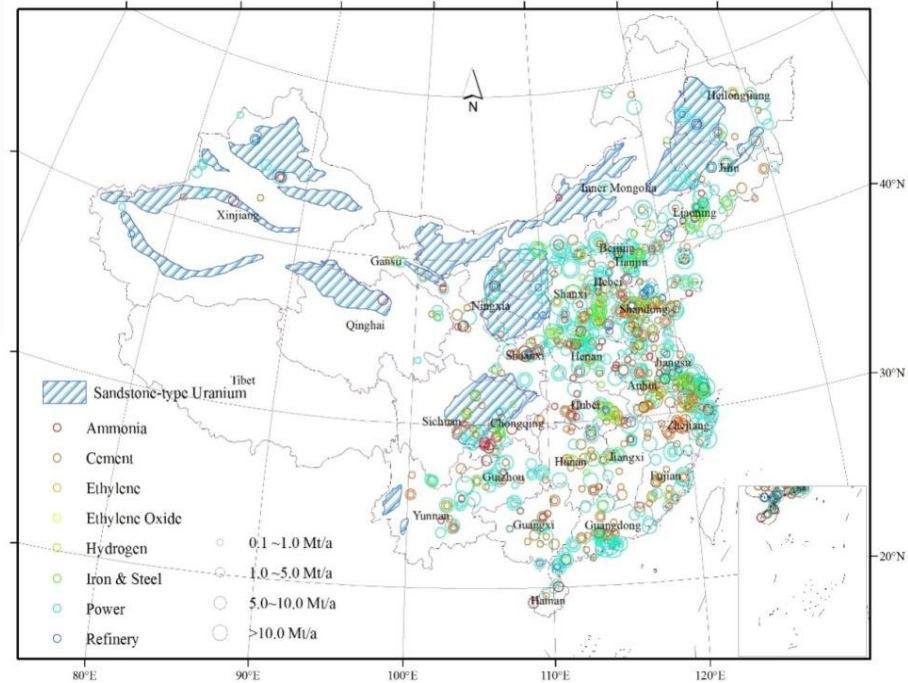 N
Heilongjiang
Jilin
Inner Mongolia
40°N
Liaoning
Xinjiang
Beijing
Tianjin
Gansu
Hebei
Shanxi
Ningxia
Shandong
Qinghai
Shaanxi
Henan
Jiangsu
30°N
Tibet
Anhui
Sandstone-type Uranium
Hubei
Sichuan
Chongqing
Zhejiang
Ammonia
Cement
Hunan
Jiangxi
Guizhou
Fujian
Ethylene
Yunnan
Ethylene Oxide
Guangxi
Guangdong
0.1 ~1.0 Mt/a
20°N
Hydrogen
1.0 ~5.0 Mt/a
Iron & Steel
Hainan
5.0~10.0 Mt/a
Power
>10.0 Mt/a
Refinery
80°E
90°E
100°E
110°E
120°E